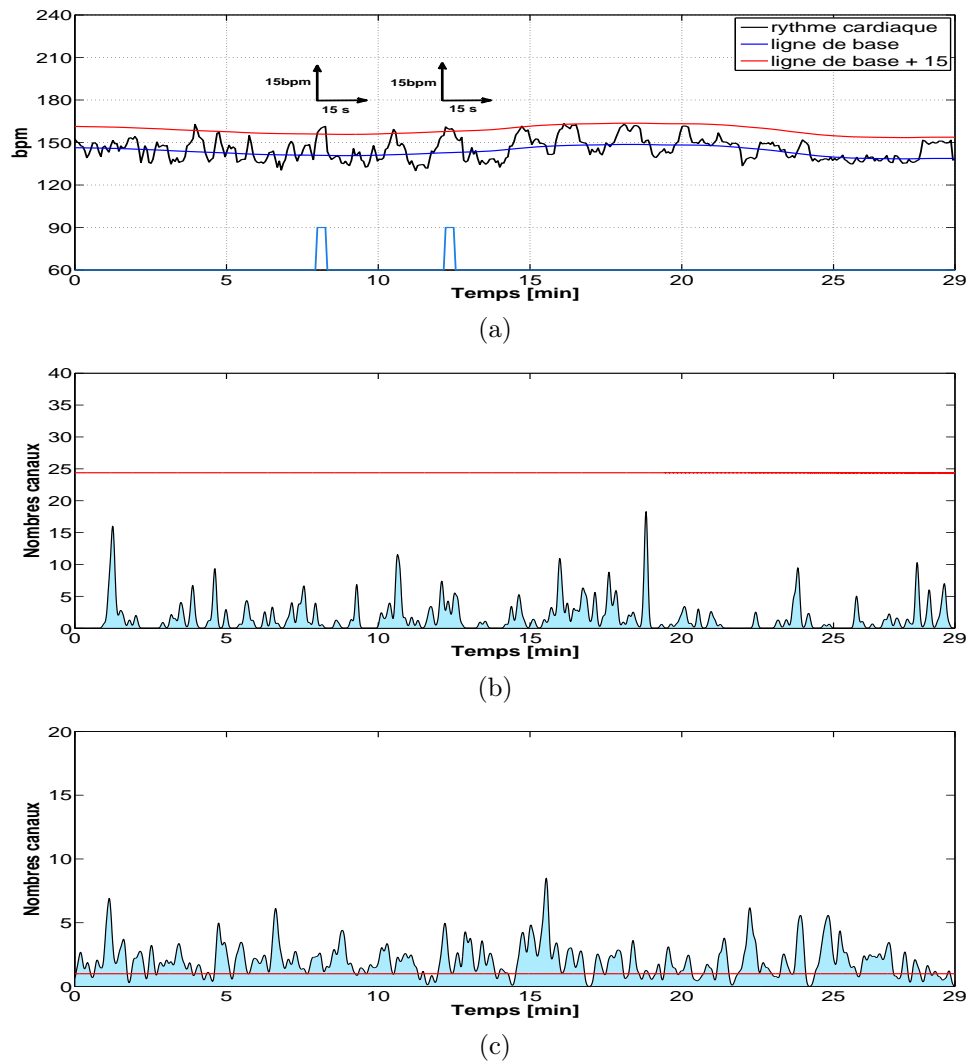 240
210
180
150
120
90
60
bpm
rythme cardiaque
ligne de base
ligne de base + 15
15bpm
15 s
15bpm
15 s
0 5 10 15 20 25 29
Temps [min]
(a)
40
35
30
25
20
15
10
5
0
Nombres canaux
0 5 10 15 20 25 29
Temps [min]
(b)
20
15
10
5
0
Nombres canaux
0 5 10 15 20 25 29
Temps [min]
(c)